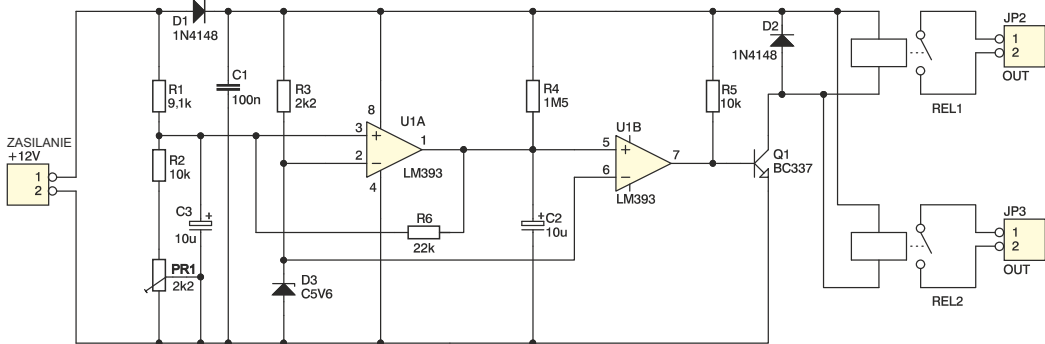 D1
1N4148
R1
9,1k
C1
100n
R3
2k2
8
U1A
3
+
1
2
−
4
LM393
R4
1M5
U1B
5
+
7
6
−
LM393
R5
10k
D2
1N4148
Q1
BC337
REL1
JP2
1
2
OUT
ZASILANIE
+12V
1
2
R2
10k
C3
+
10u
PR1
2k2
R6
22k
D3
C5V6
+
C2
10u
REL2
JP3
1
2
OUT